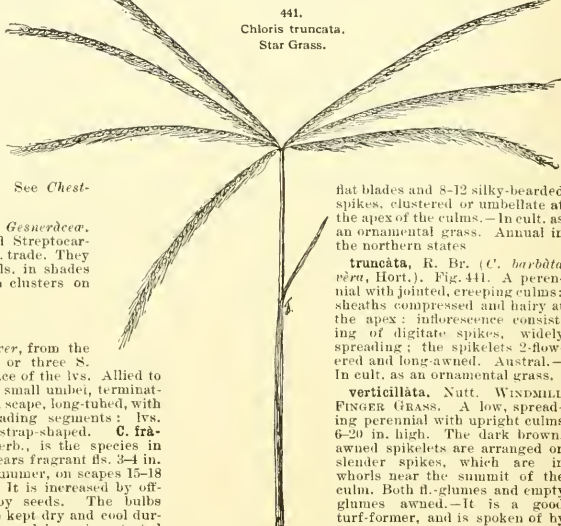 441.
Chloris truncata.
Star Grass.
See Chest-
Gesneràceæ.
Streptocar-
trade. They
in shades
clusters on
from the
or three S.
of the lvs. Allied to
small umbel, terminat-
scape, long-tubed, with
segments; lvs.
strap-shaped. C. frà-
is the species in
fragrant fls. 3-4 in.
on scapes 15-18
It is increased by off-
by seeds. The bulbs
kept dry and cool dur-
flat blades and 8-12 silky-bearded
spikes, clustered or umbellate at
the apex of the culms.—In cult. as
an ornamental grass. Annual in
the northern states
truncàta, R. Br. (C. barbàta
vèra, Hort.). Fig. 441. A peren-
nial with jointed, creeping culms;
sheaths compressed and hairy at
the apex: inflorescence consist-
ing of digitate spikes, widely
spreading; the spikelets 2-flow-
ered and long-awned. Austral.—
In cult. as an ornamental grass.
verticillàta. Nutt. WINDMILL
FINGER GRASS. A low, spread-
ing perennial with upright culms
6-20 in. high. The dark brown
awned spikelets are arranged on
slender spikes, which are in
whorls near the summit of the
culm. Both fl.-glumes and empty
glumes awned.—It is a good
turf-former, and is spoken of by